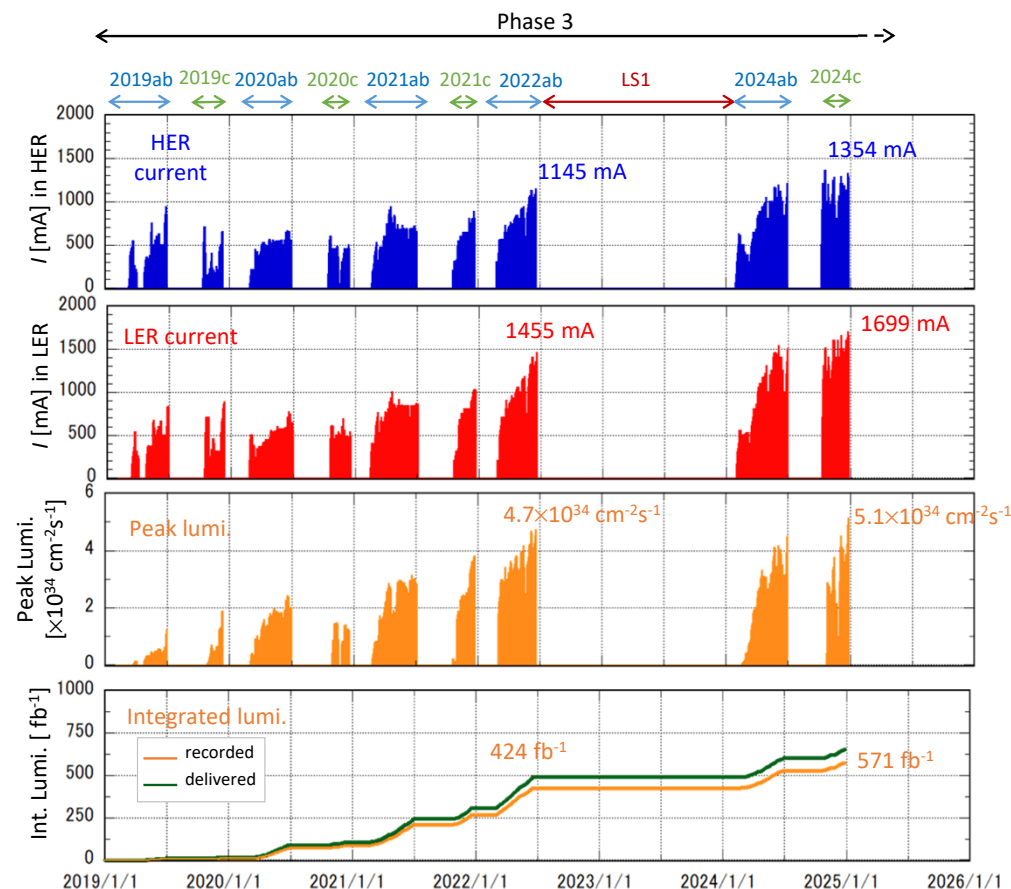 Phase 3
2019ab 2019c 2020ab 2020c 2021ab 2021c 2022ab LS1 2024ab 2024c
I [mA] in HER
2000
1500
1000
500
0
HER
current
1145 mA
1354 mA
I [mA] in LER
2000
1500
1000
500
0
LER current
1455 mA
1699 mA
Peak Lumi.
[×10³⁴ cm⁻²s⁻¹]
6
4
2
0
Peak lumi.
4.7×10³⁴ cm⁻²s⁻¹
5.1×10³⁴ cm⁻²s⁻¹
Int. Lumi. [ fb⁻¹]
1000
750
500
250
0
Integrated lumi.
recorded
delivered
424 fb⁻¹
571 fb⁻¹
2019/1/1 2020/1/1 2021/1/1 2022/1/1 2023/1/1 2024/1/1 2025/1/1 2026/1/1